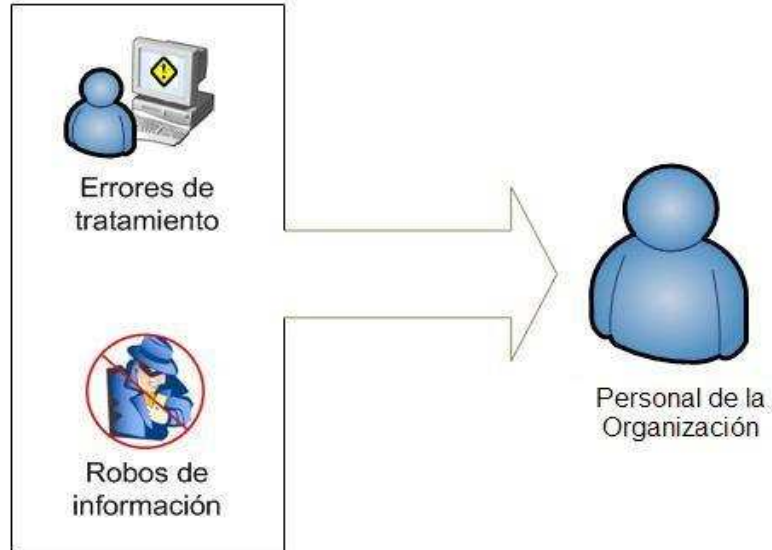 Errores de
tratamiento
Robos de
información
Personal de la
Organización